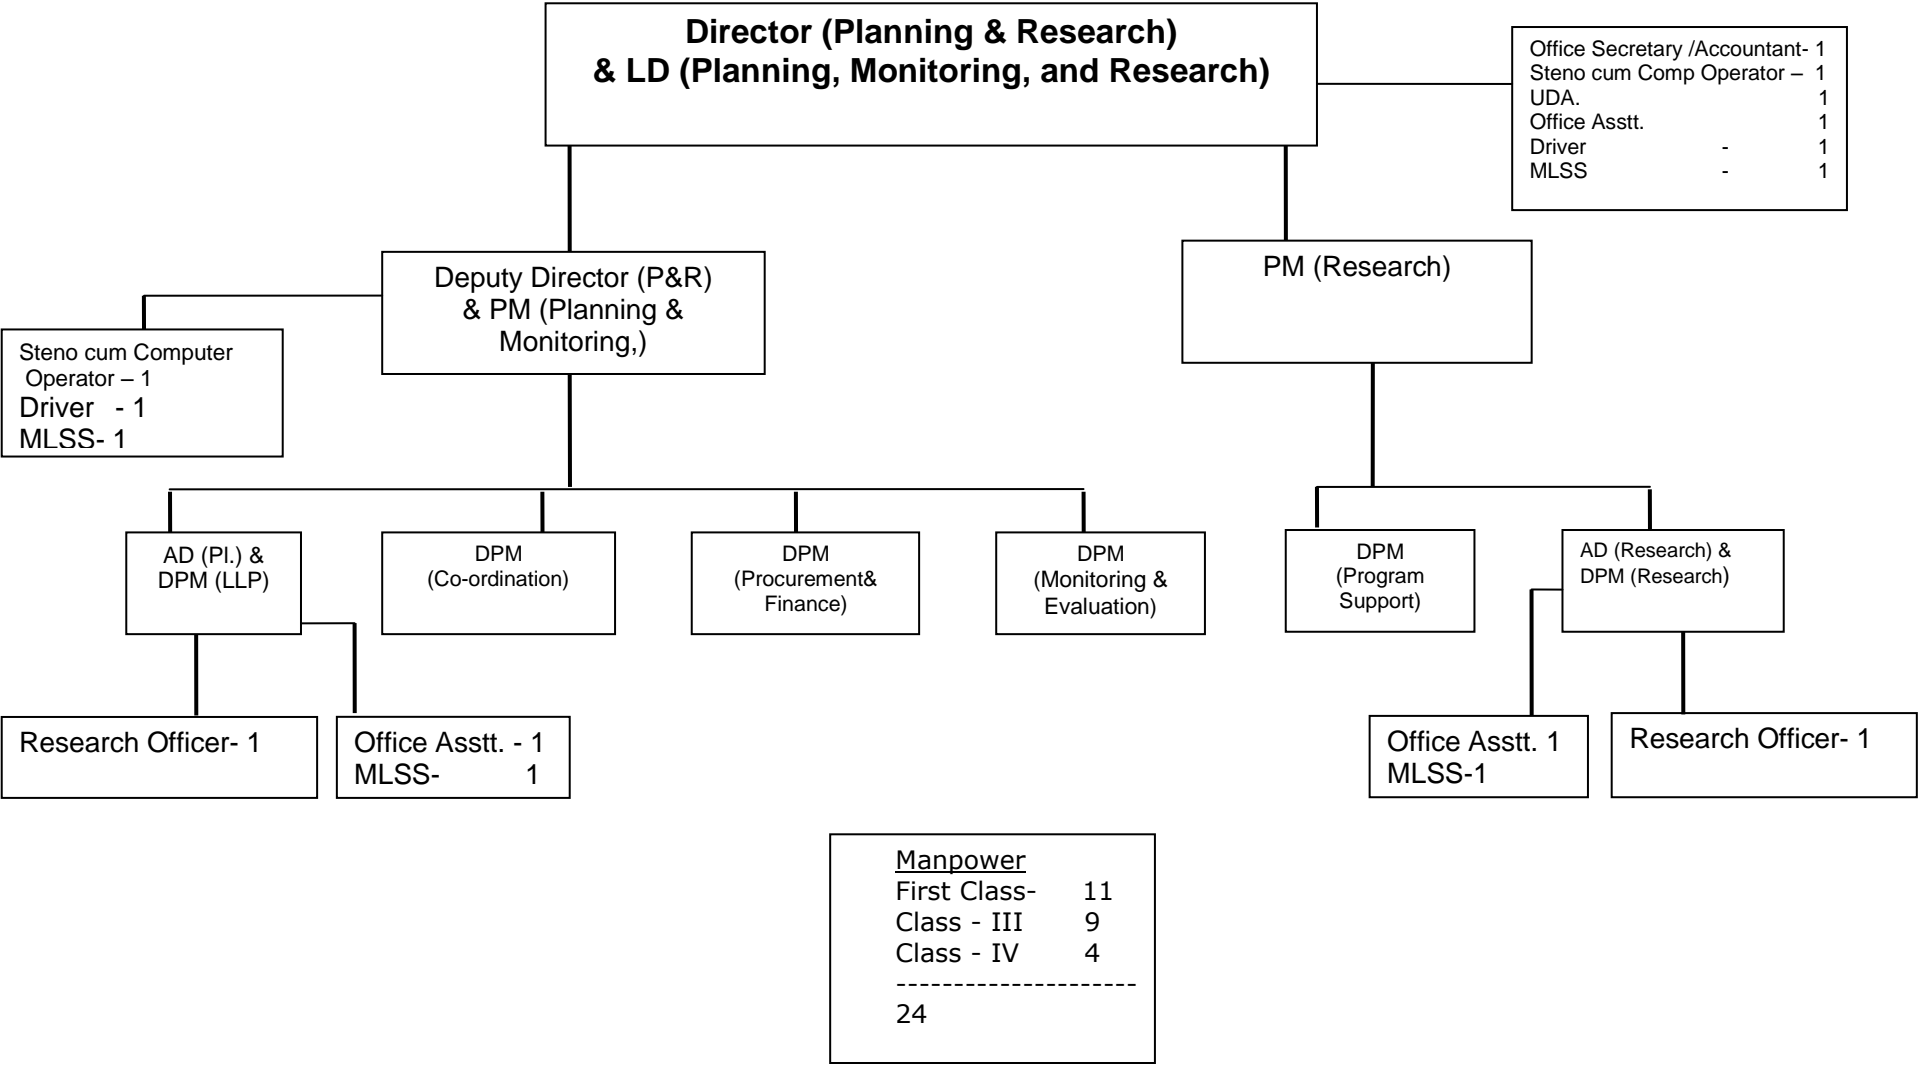 Director (Planning & Research)
& LD (Planning, Monitoring, and Research)
Office Secretary /Accountant- 1
Steno cum Comp Operator – 1
UDA. 1
Office Asstt. 1
Driver - 1
MLSS - 1
Deputy Director (P&R)
& PM (Planning &
Monitoring,)
PM (Research)
Steno cum Computer
Operator – 1
Driver - 1
MLSS- 1
AD (Pl.) &
DPM (LLP)
DPM
(Co-ordination)
DPM
(Procurement&
Finance)
DPM
(Monitoring &
Evaluation)
DPM
(Program
Support)
AD (Research) &
DPM (Research)
Research Officer- 1
Office Asstt. - 1
MLSS- 1
Office Asstt. 1
MLSS-1
Research Officer- 1
Manpower
First Class- 11
Class - III 9
Class - IV 4
---------------------
24